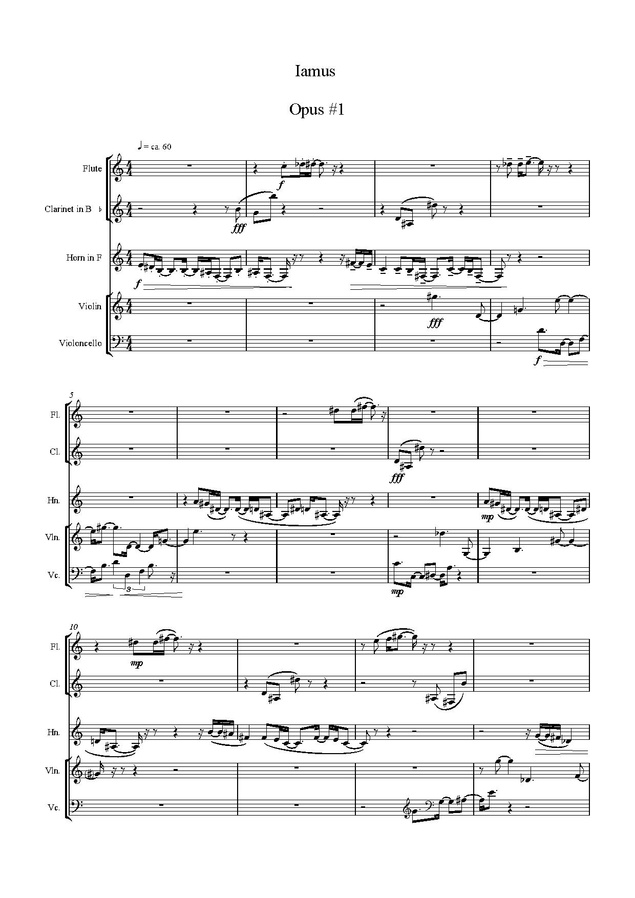 Iamus
Opus #1
♩ = ca. 60
Flute
f
Clarinet in B ♭
fff
Horn in F
f
Violin
fff
Violoncello
f
5
Fl.
Cl.
fff
Hn.
mp
Vln.
Vc.
3
mp
10
Fl.
mp
Cl.
Hn.
Vln.
Vc.